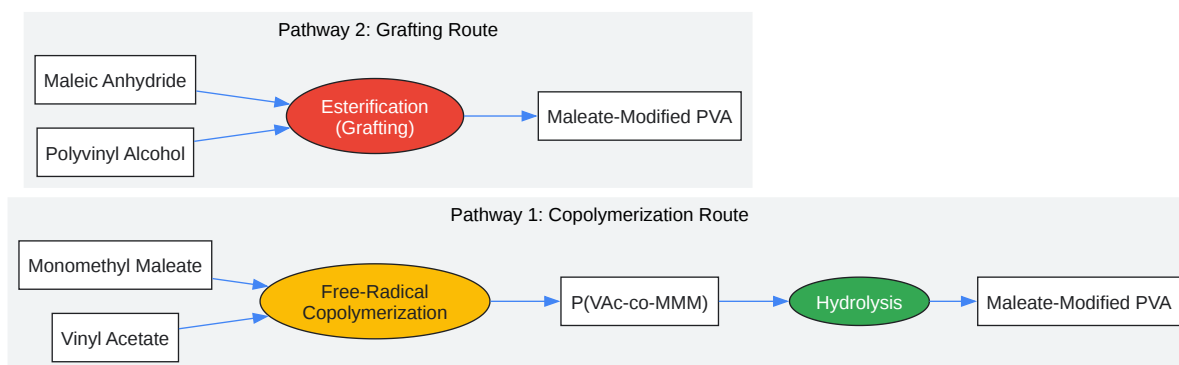 Pathway 2: Grafting Route
Maleic Anhydride
Polyvinyl Alcohol
Esterification
(Grafting)
Maleate-Modified PVA
Pathway 1: Copolymerization Route
Monomethyl Maleate
Vinyl Acetate
Free-Radical
Copolymerization
P(VAc-co-MMM)
Hydrolysis
Maleate-Modified PVA